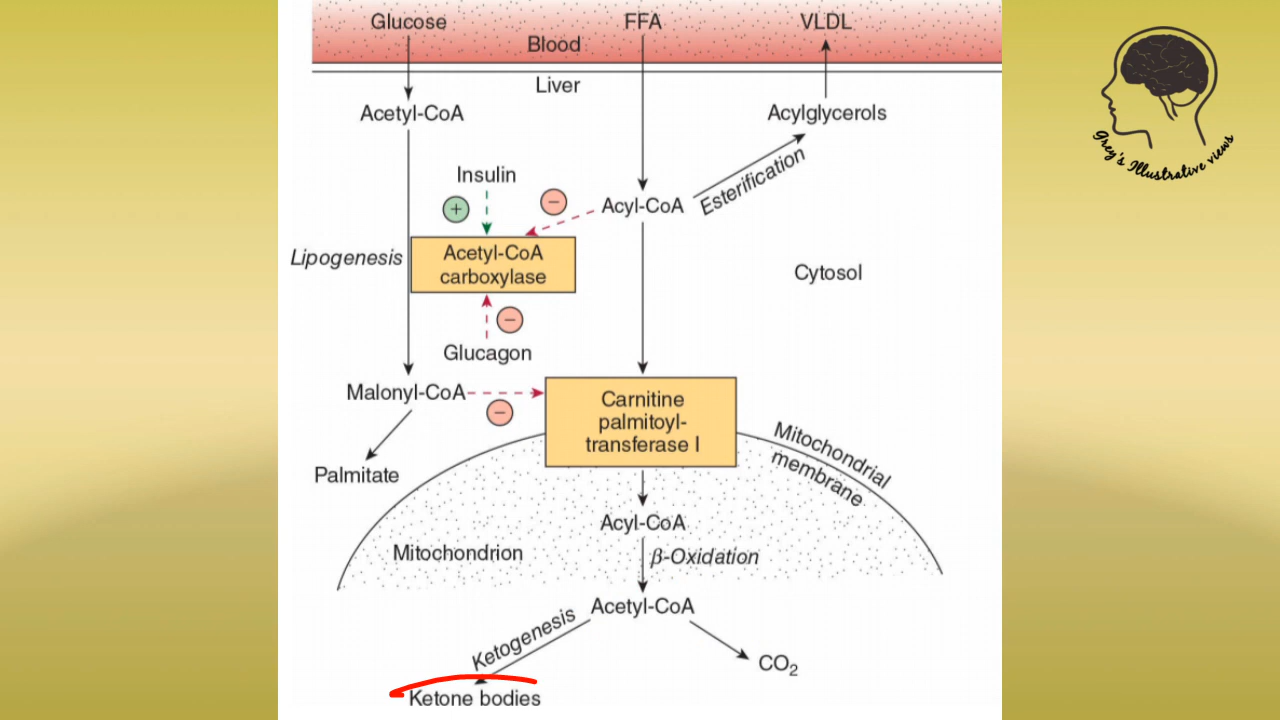 Glucose
FFA
VLDL
Blood
Liver
Acetyl-CoA
Acylglycerols
Insulin
Esterification
+
−
Acyl-CoA
Lipogenesis
Acetyl-CoA
carboxylase
Cytosol
−
Glucagon
Malonyl-CoA
−
Carnitine
palmitoyl-
transferase I
Mitochondrial
membrane
Palmitate
Acyl-CoA
Mitochondrion
β-Oxidation
Acetyl-CoA
Ketogenesis
CO₂
Ketone bodies
Grey's Illustrative views